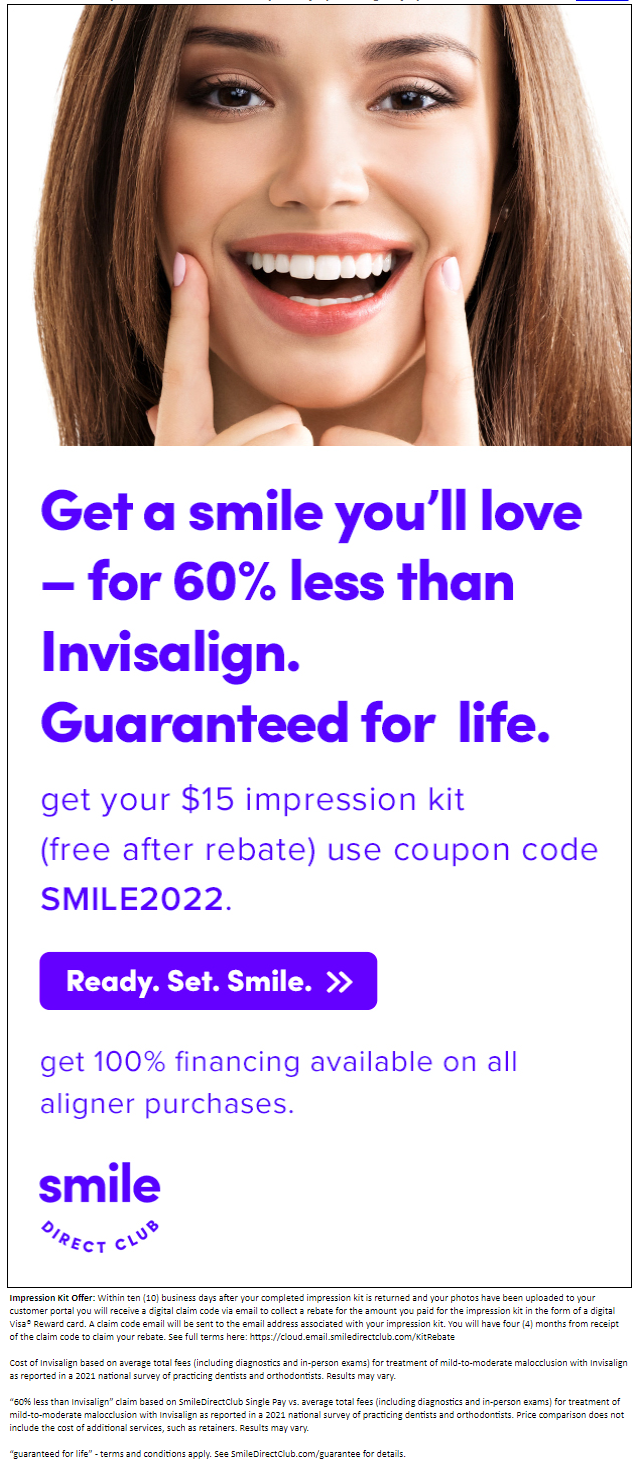 Get a smile you’ll love
– for 60% less than
Invisalign.
Guaranteed for life.
get your $15 impression kit
(free after rebate) use coupon code
SMILE2022.
Ready. Set. Smile. >>
get 100% financing available on all
aligner purchases.
smile
DIRECT CLUB
Impression Kit Offer: Within ten (10) business days after your completed impression kit is returned and your photos have been uploaded to your
customer portal you will receive a digital claim code via email to collect a rebate for the amount you paid for the impression kit in the form of a digital
Visa® Reward card. A claim code email will be sent to the email address associated with your impression kit. You will have four (4) months from receipt
of the claim code to claim your rebate. See full terms here: https://cloud.email.smiledirectclub.com/KitRebate
Cost of Invisalign based on average total fees (including diagnostics and in-person exams) for treatment of mild-to-moderate malocclusion with Invisalign
as reported in a 2021 national survey of practicing dentists and orthodontists. Results may vary.
“60% less than Invisalign” claim based on SmileDirectClub Single Pay vs. average total fees (including diagnostics and in-person exams) for treatment of
mild-to-moderate malocclusion with Invisalign as reported in a 2021 national survey of practicing dentists and orthodontists. Price comparison does not
include the cost of additional services, such as retainers. Results may vary.
“guaranteed for life” - terms and conditions apply. See SmileDirectClub.com/guarantee for details.